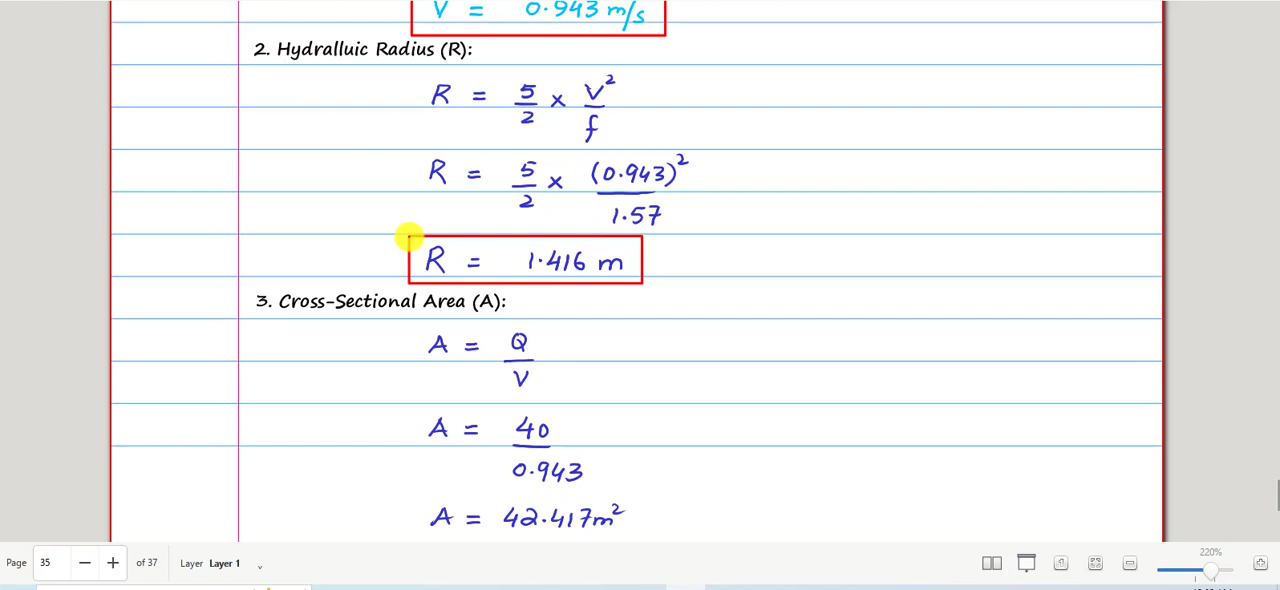 V = 0.943 m/s
2. Hydralluic Radius (R):
R = 5/2 × V²/f
R = 5/2 × (0.943)²/1.57
R = 1.416 m
3. Cross-Sectional Area (A):
A = Q/V
A = 40/0.943
A = 42.417m²
Page 35 of 37 Layer Layer 1 220%